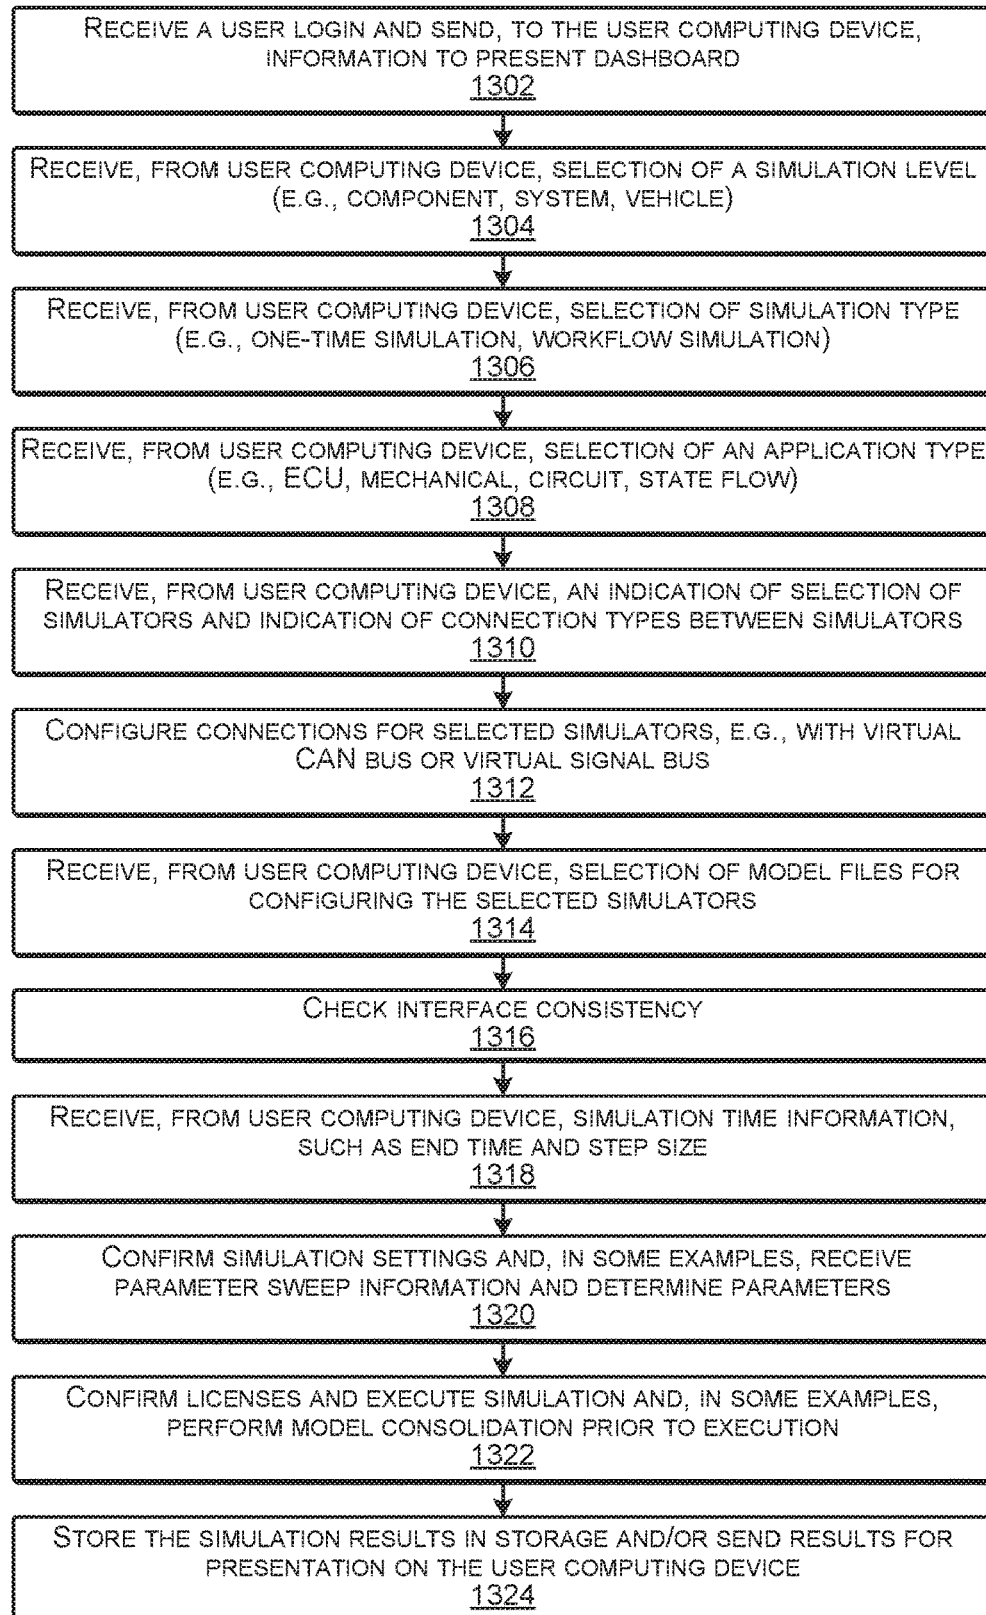 RECEIVE A USER LOGIN AND SEND, TO THE USER COMPUTING DEVICE,
INFORMATION TO PRESENT DASHBOARD
1302
RECEIVE, FROM USER COMPUTING DEVICE, SELECTION OF A SIMULATION LEVEL
(E.G., COMPONENT, SYSTEM, VEHICLE)
1304
RECEIVE, FROM USER COMPUTING DEVICE, SELECTION OF SIMULATION TYPE
(E.G., ONE-TIME SIMULATION, WORKFLOW SIMULATION)
1306
RECEIVE, FROM USER COMPUTING DEVICE, SELECTION OF AN APPLICATION TYPE
(E.G., ECU, MECHANICAL, CIRCUIT, STATE FLOW)
1308
RECEIVE, FROM USER COMPUTING DEVICE, AN INDICATION OF SELECTION OF
SIMULATORS AND INDICATION OF CONNECTION TYPES BETWEEN SIMULATORS
1310
CONFIGURE CONNECTIONS FOR SELECTED SIMULATORS, E.G., WITH VIRTUAL
CAN BUS OR VIRTUAL SIGNAL BUS
1312
RECEIVE, FROM USER COMPUTING DEVICE, SELECTION OF MODEL FILES FOR
CONFIGURING THE SELECTED SIMULATORS
1314
CHECK INTERFACE CONSISTENCY
1316
RECEIVE, FROM USER COMPUTING DEVICE, SIMULATION TIME INFORMATION,
SUCH AS END TIME AND STEP SIZE
1318
CONFIRM SIMULATION SETTINGS AND, IN SOME EXAMPLES, RECEIVE
PARAMETER SWEEP INFORMATION AND DETERMINE PARAMETERS
1320
CONFIRM LICENSES AND EXECUTE SIMULATION AND, IN SOME EXAMPLES,
PERFORM MODEL CONSOLIDATION PRIOR TO EXECUTION
1322
STORE THE SIMULATION RESULTS IN STORAGE AND/OR SEND RESULTS FOR
PRESENTATION ON THE USER COMPUTING DEVICE
1324